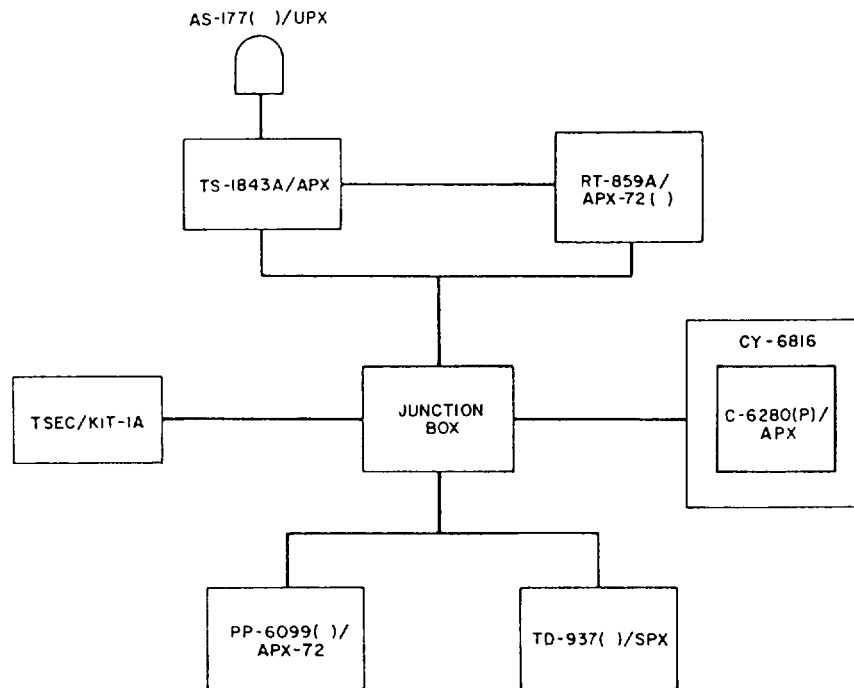 AS-177( )/UPX
TS-1843A/APX
RT-859A/
APX-72( )
CY-6816
TSEC/KIT-1A
JUNCTION
BOX
C-6280(P)/
APX
PP-6099( )/
APX-72
TD-937( )/SPX